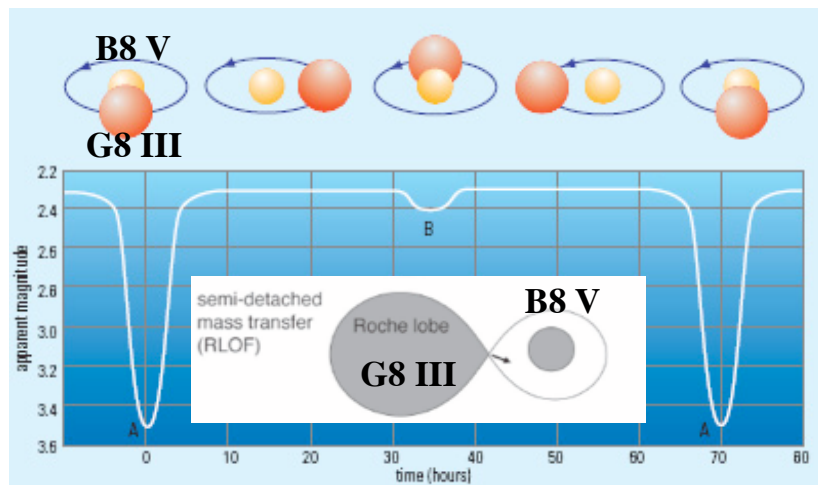 B8 V
G8 III
2.2
2.4
2.6
2.8
3.0
3.2
3.4
3.6
apparent magnitude
A
B
A
semi-detached
mass transfer
(RLOF)
Roche lobe
B8 V
G8 III
0
10
20
30
40
50
60
70
80
time (hours)